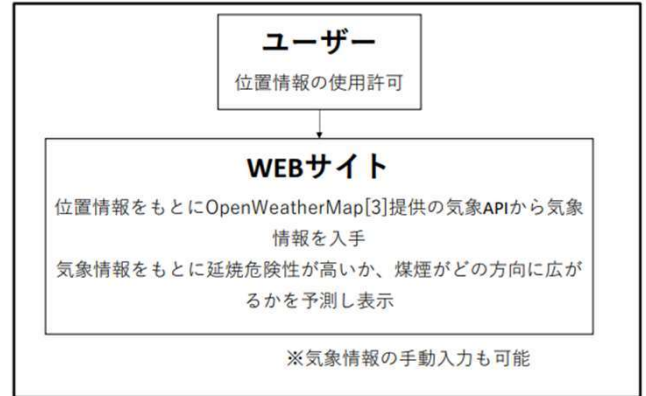 ユーザー
位置情報の使用許可
WEBサイト
位置情報をもとにOpenWeatherMap[3]提供の気象APIから気象
情報を入手
気象情報をもとに延焼危険性が高いか、煤煙がどの方向に広が
るかを予測し表示
※気象情報の手動入力も可能